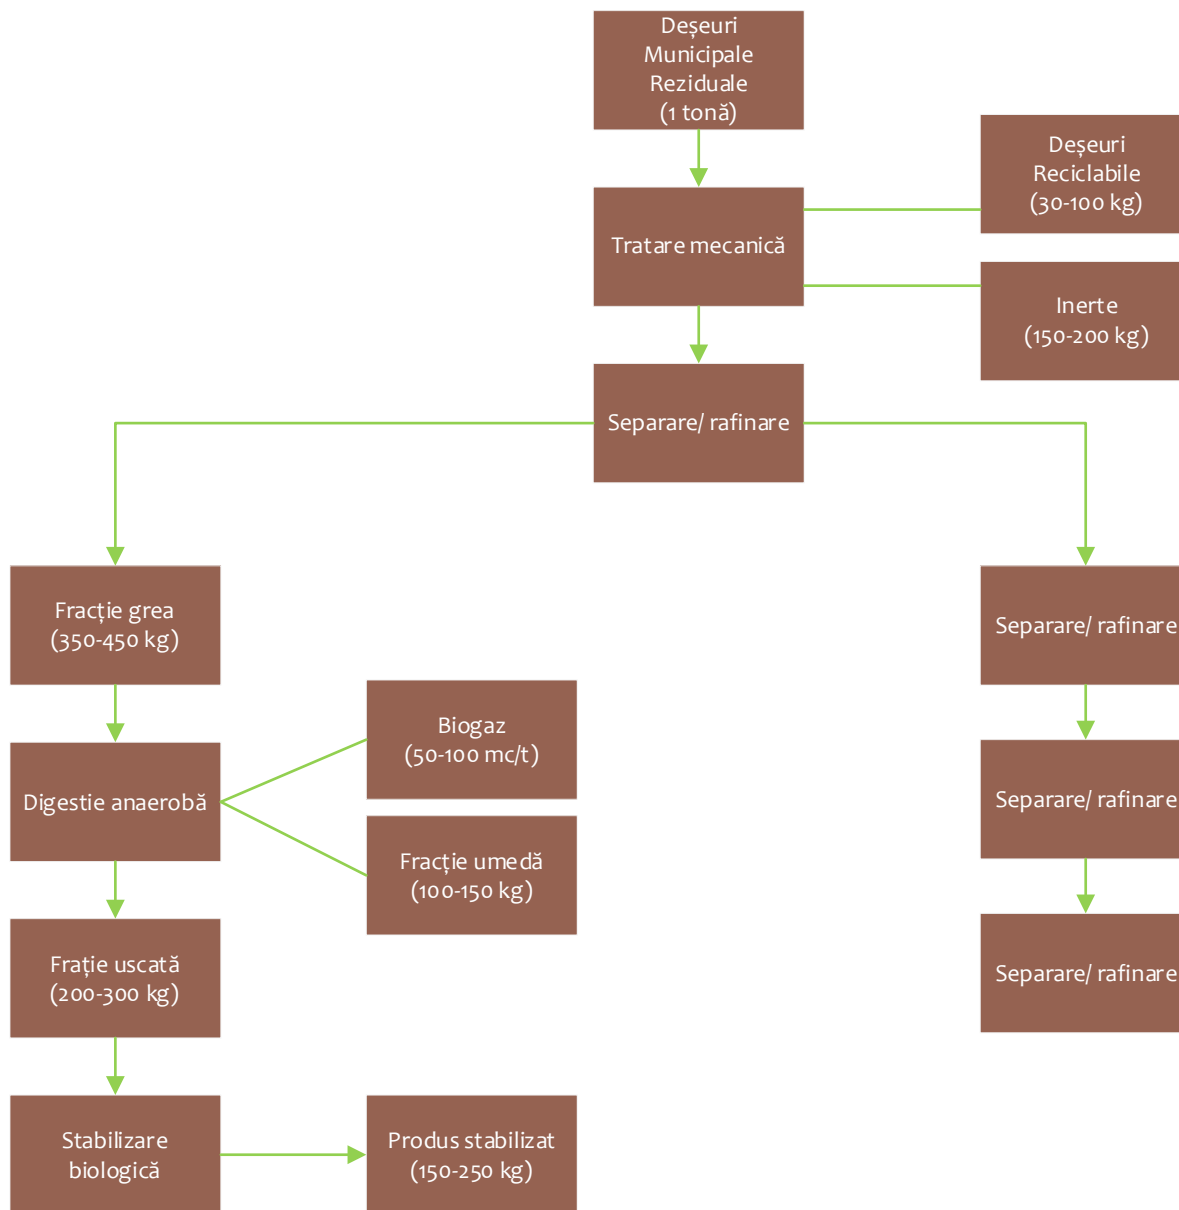 Deșeuri
Municipale
Reziduale
(1 tonă)
Deșeuri
Reciclabile
(30-100 kg)
Tratare mecanică
Inerte
(150-200 kg)
Separare/ rafinare
Fracție grea
(350-450 kg)
Separare/ rafinare
Biogaz
(50-100 mc/t)
Digestie anaerobă
Separare/ rafinare
Fracție umedă
(100-150 kg)
Frație uscată
(200-300 kg)
Separare/ rafinare
Stabilizare
biologică
Produs stabilizat
(150-250 kg)